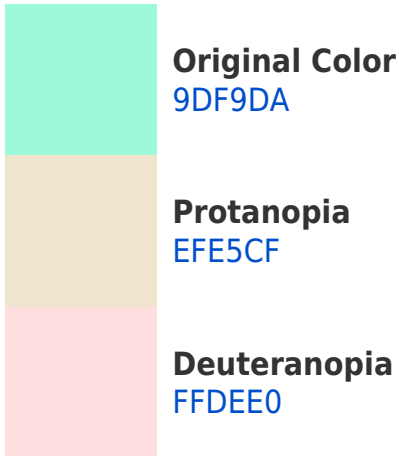 Original Color
9DF9DA
Protanopia
EFE5CF
Deuteranopia
FFDEE0